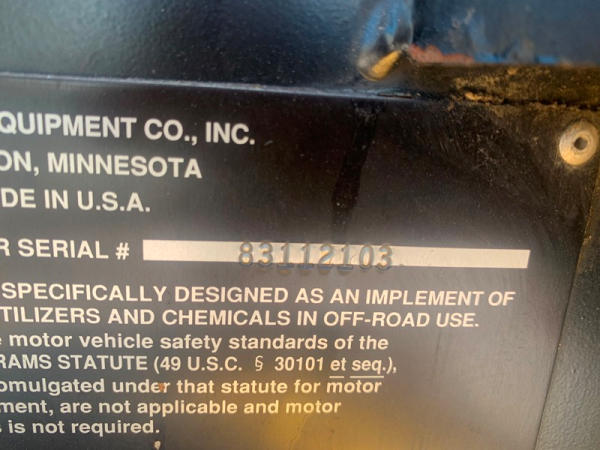 QUIPMENT CO., INC.
ON, MINNESOTA
DE IN U.S.A.
R SERIAL # 83112103
SPECIFICALLY DESIGNED AS AN IMPLEMENT OF
TILIZERS AND CHEMICALS IN OFF-ROAD USE.
e motor vehicle safety standards of the
RAMS STATUTE (49 U.S.C. § 30101 et seq.),
omulgated under that statute for motor
ment, are not applicable and motor
s is not required.